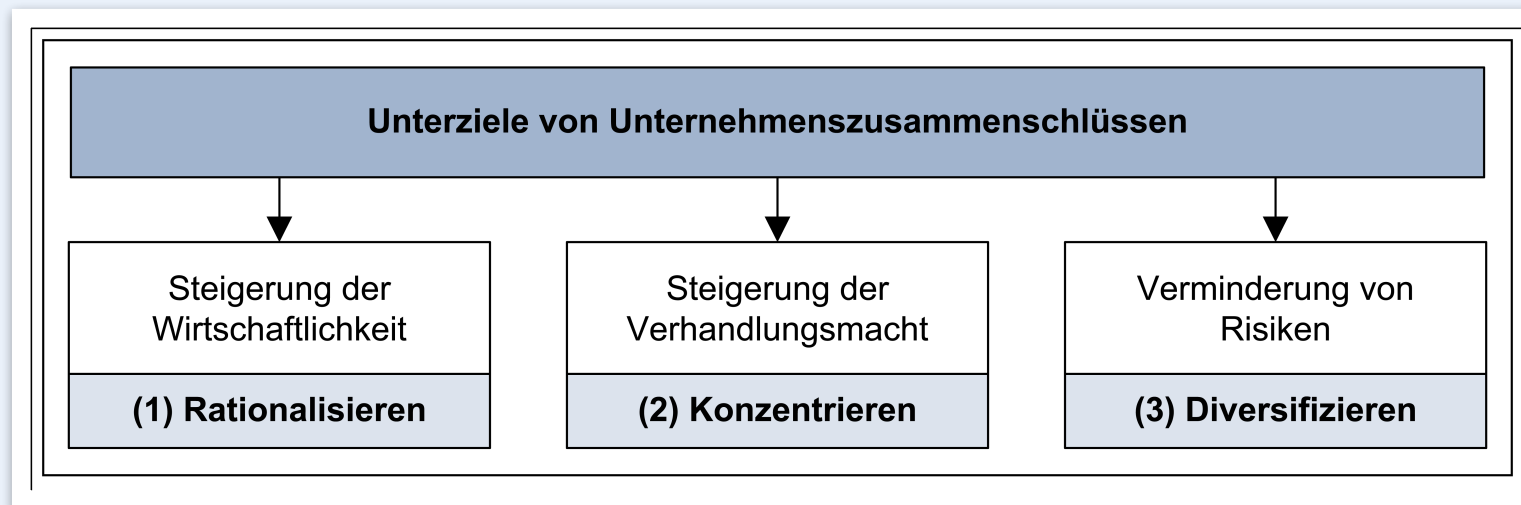 Unterziele von Unternehmenszusammenschlüssen
Steigerung der
Wirtschaftlichkeit
(1) Rationalisieren
Steigerung der
Verhandlungsmacht
(2) Konzentrieren
Verminderung von
Risiken
(3) Diversifizieren